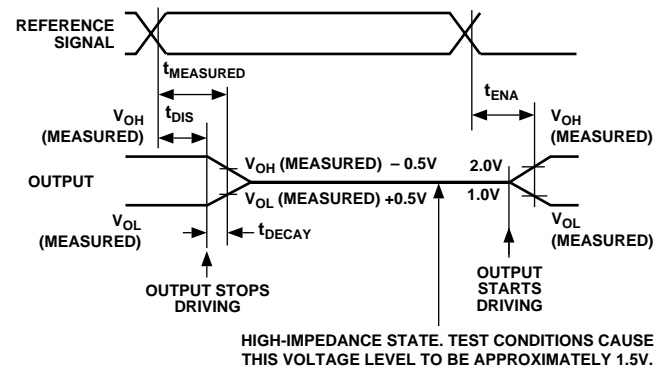 REFERENCE
SIGNAL
tMEASURED
tDIS
tENA
VOH
(MEASURED)
VOH
(MEASURED)
VOH (MEASURED) – 0.5V
2.0V
OUTPUT
VOL (MEASURED) +0.5V
1.0V
VOL
(MEASURED)
tDECAY
VOL
(MEASURED)
OUTPUT STOPS
DRIVING
OUTPUT
STARTS
DRIVING
HIGH-IMPEDANCE STATE. TEST CONDITIONS CAUSE
THIS VOLTAGE LEVEL TO BE APPROXIMATELY 1.5V.